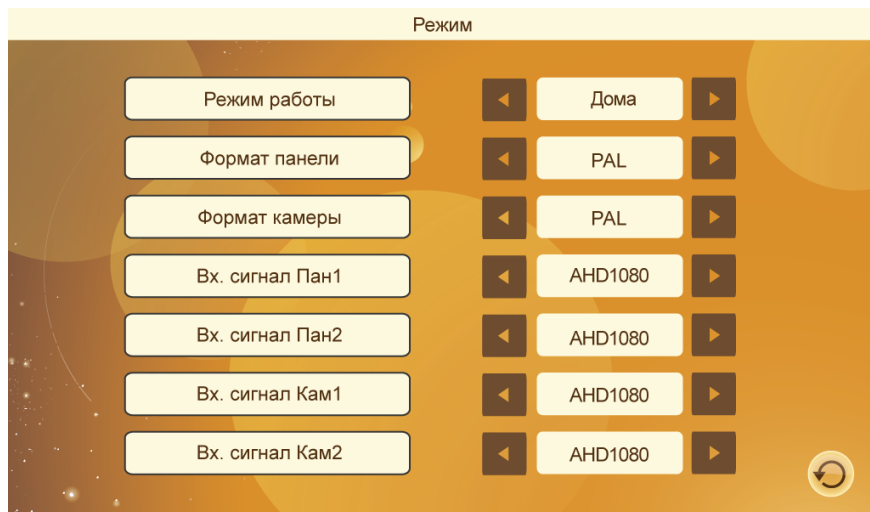 Режим
Режим работы Дома
Формат панели PAL
Формат камеры PAL
Вх. сигнал Пан1 AHD1080
Вх. сигнал Пан2 AHD1080
Вх. сигнал Кам1 AHD1080
Вх. сигнал Кам2 AHD1080